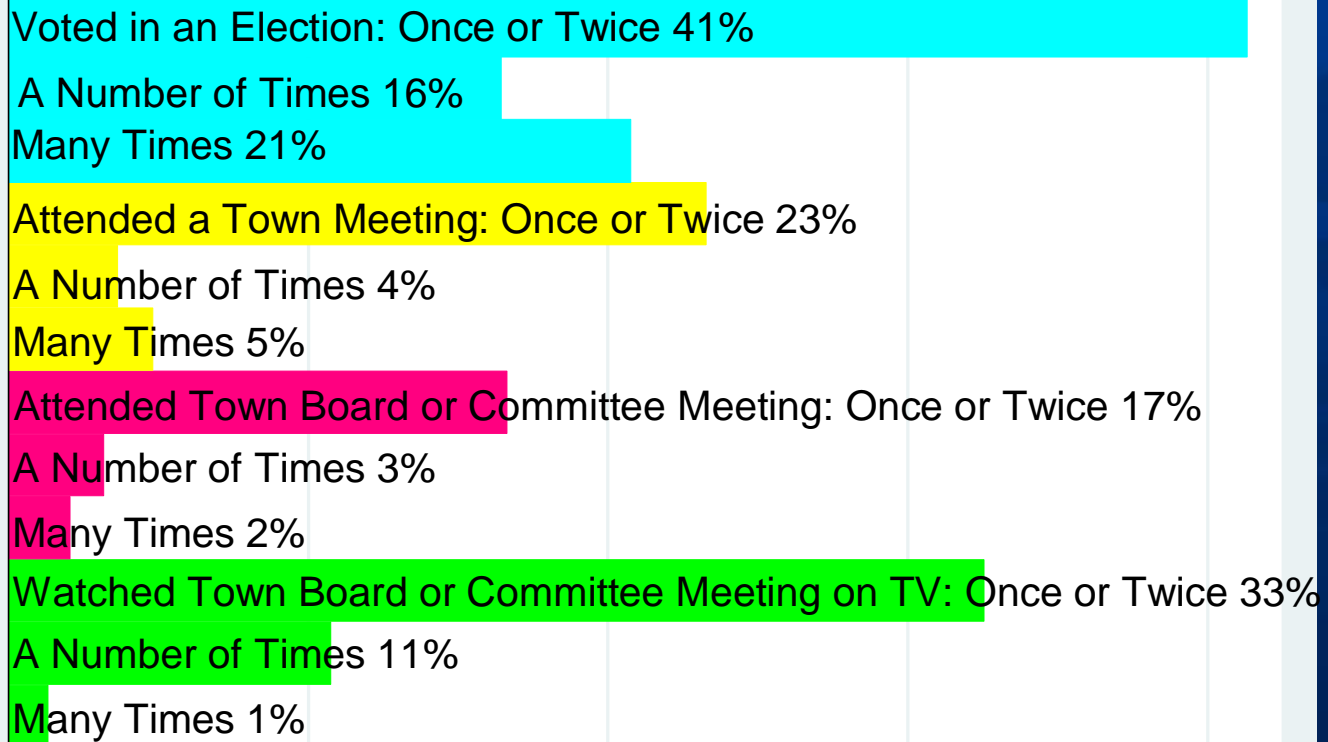 Voted in an Election: Once or Twice 41%
A Number of Times 16%
Many Times 21%
Attended a Town Meeting: Once or Twice 23%
A Number of Times 4%
Many Times 5%
Attended Town Board or Committee Meeting: Once or Twice 17%
A Number of Times 3%
Many Times 2%
Watched Town Board or Committee Meeting on TV: Once or Twice 33%
A Number of Times 11%
Many Times 1%